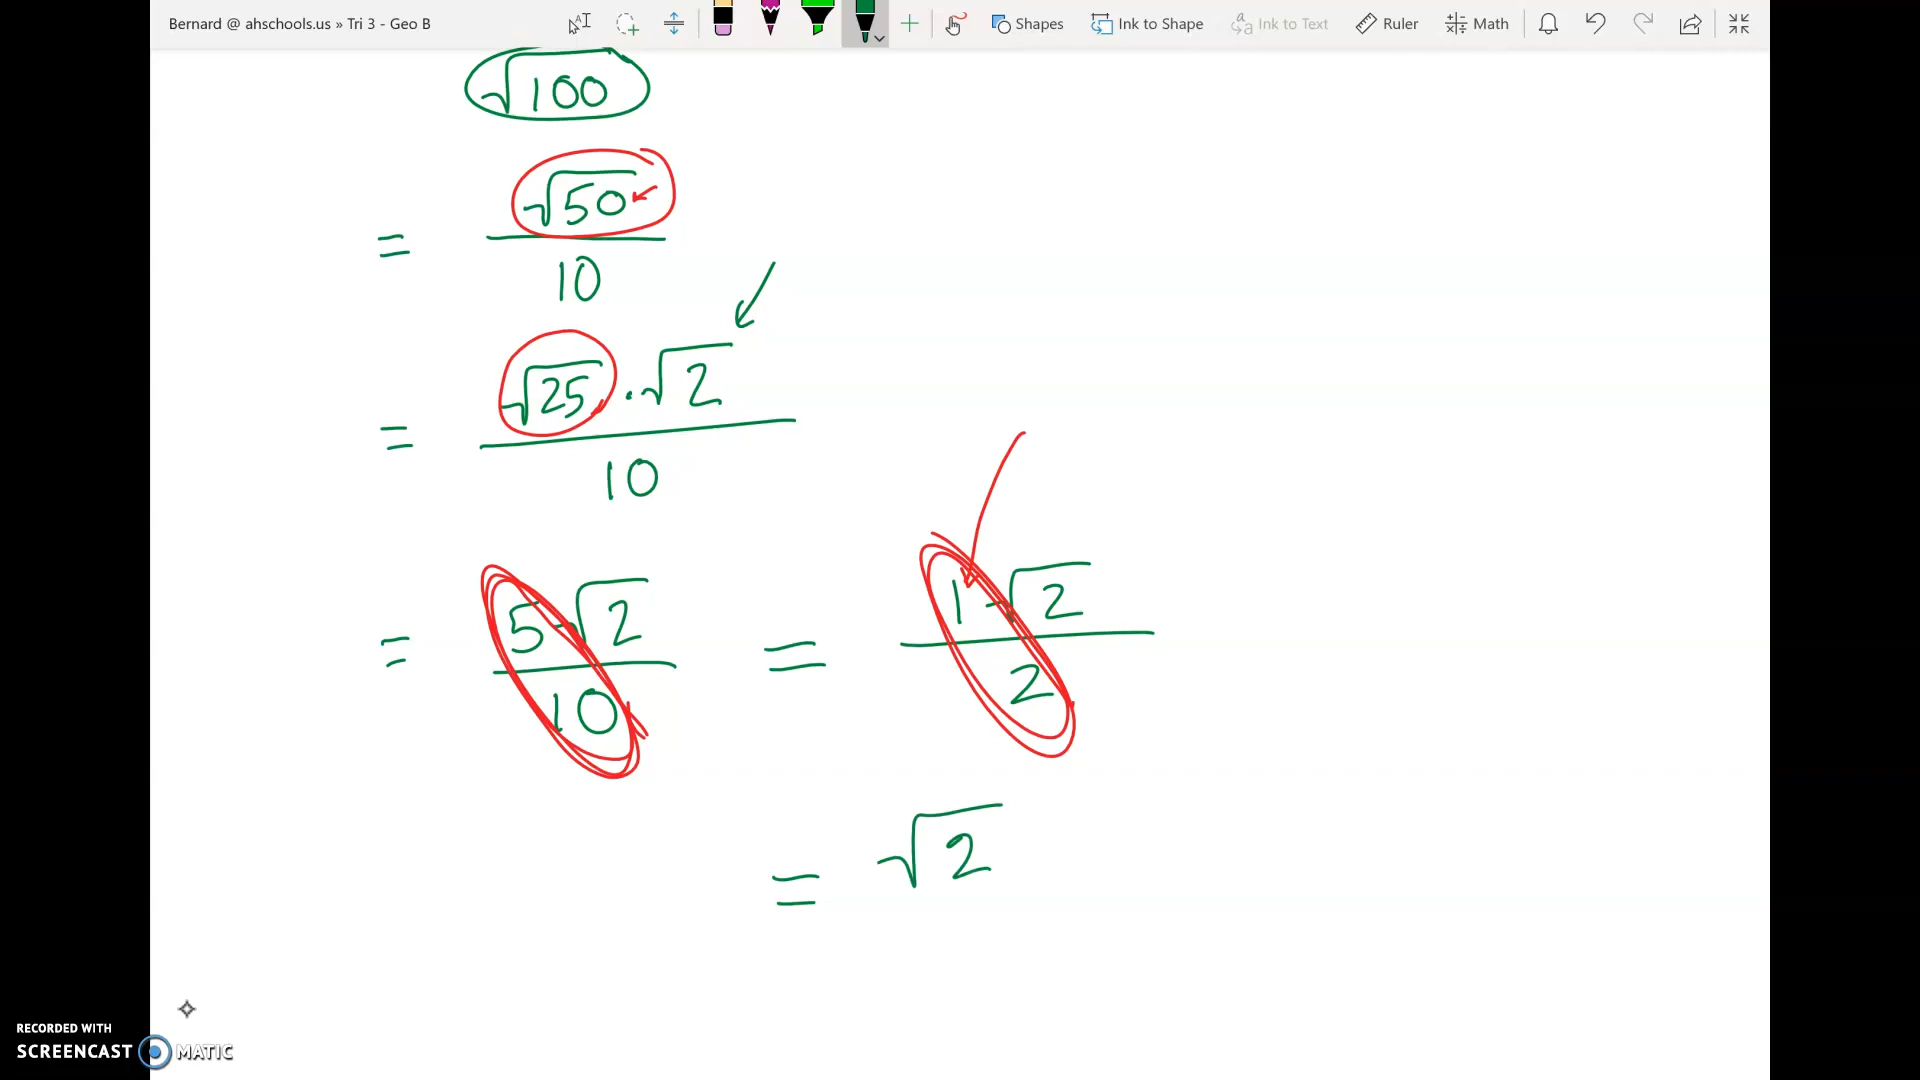 Bernard @ ahschools.us » Tri 3 - Geo B
Shapes
Ink to Shape
Ink to Text
Ruler
Math
√100
= √50 / 10
= √25 · √2 / 10
= 5·√2 / 10 = 1·√2 / 2
= √2
RECORDED WITH
SCREENCAST MATIC